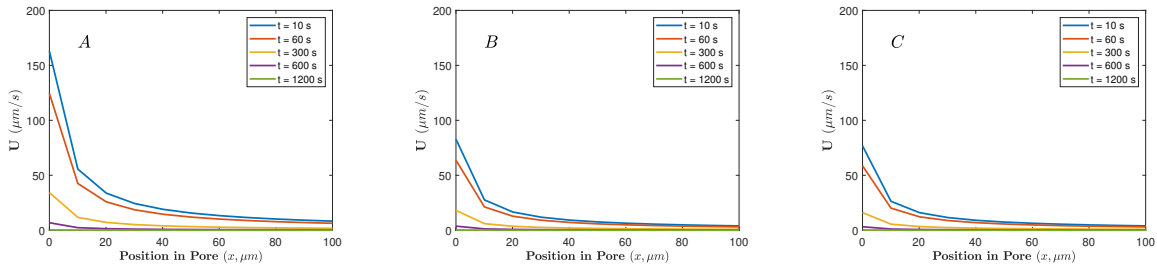 A
200
150
100
50
0
U (μm/s)
0 20 40 60 80 100
Position in Pore (x, μm)
t = 10 s
t = 60 s
t = 300 s
t = 600 s
t = 1200 s
B
200
150
100
50
0
U (μm/s)
0 20 40 60 80 100
Position in Pore (x, μm)
t = 10 s
t = 60 s
t = 300 s
t = 600 s
t = 1200 s
C
200
150
100
50
0
U (μm/s)
0 20 40 60 80 100
Position in Pore (x, μm)
t = 10 s
t = 60 s
t = 300 s
t = 600 s
t = 1200 s